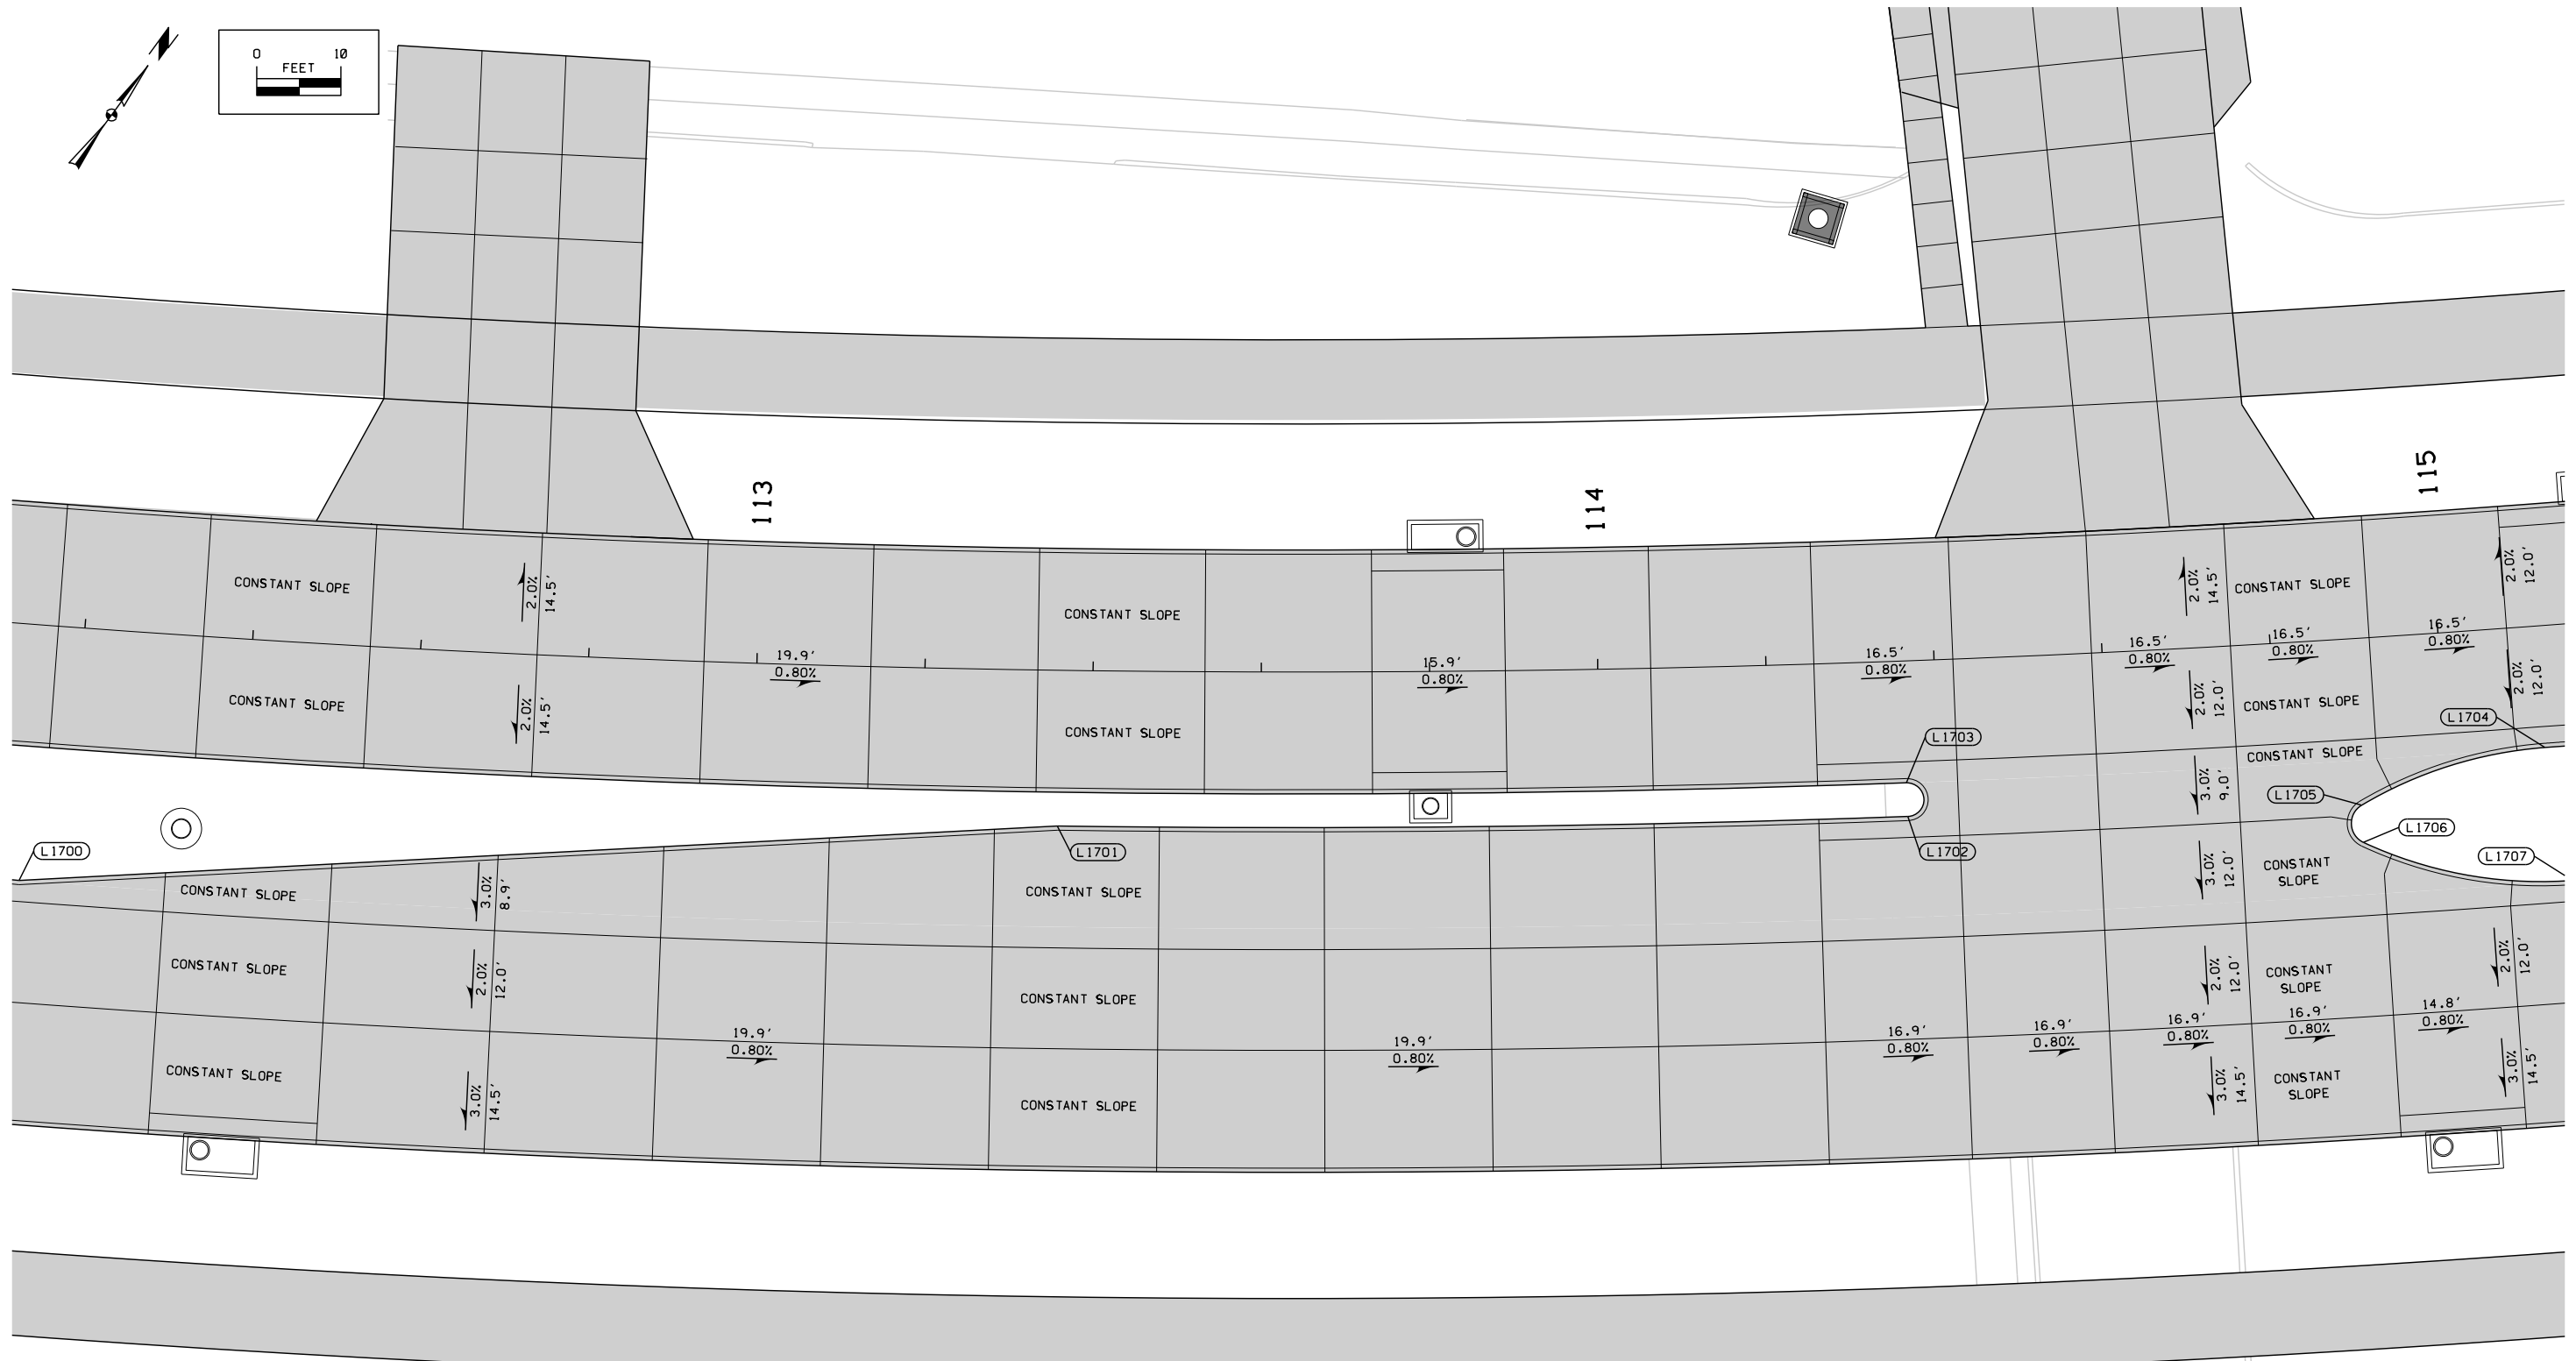 N
0 10
FEET
113
114
115
CONSTANT SLOPE
2.0%
14.5'
CONSTANT SLOPE
2.0%
14.5'
CONSTANT SLOPE
2.0%
12.0'
19.9'
0.80%
CONSTANT SLOPE
15.9'
0.80%
16.5'
0.80%
16.5'
0.80%
16.5'
0.80%
16.5'
0.80%
CONSTANT SLOPE
2.0%
14.5'
CONSTANT SLOPE
2.0%
12.0'
CONSTANT SLOPE
2.0%
12.0'
L1703
L1704
CONSTANT SLOPE
3.0%
9.0'
L1705
L1700
L1701
L1702
L1706
L1707
CONSTANT SLOPE
3.0%
8.9'
CONSTANT SLOPE
3.0%
12.0'
CONSTANT
SLOPE
CONSTANT SLOPE
2.0%
12.0'
CONSTANT SLOPE
2.0%
12.0'
CONSTANT
SLOPE
2.0%
12.0'
19.9'
0.80%
19.9'
0.80%
16.9'
0.80%
16.9'
0.80%
16.9'
0.80%
16.9'
0.80%
14.8'
0.80%
CONSTANT SLOPE
3.0%
14.5'
CONSTANT SLOPE
3.0%
14.5'
CONSTANT
SLOPE
3.0%
14.5'